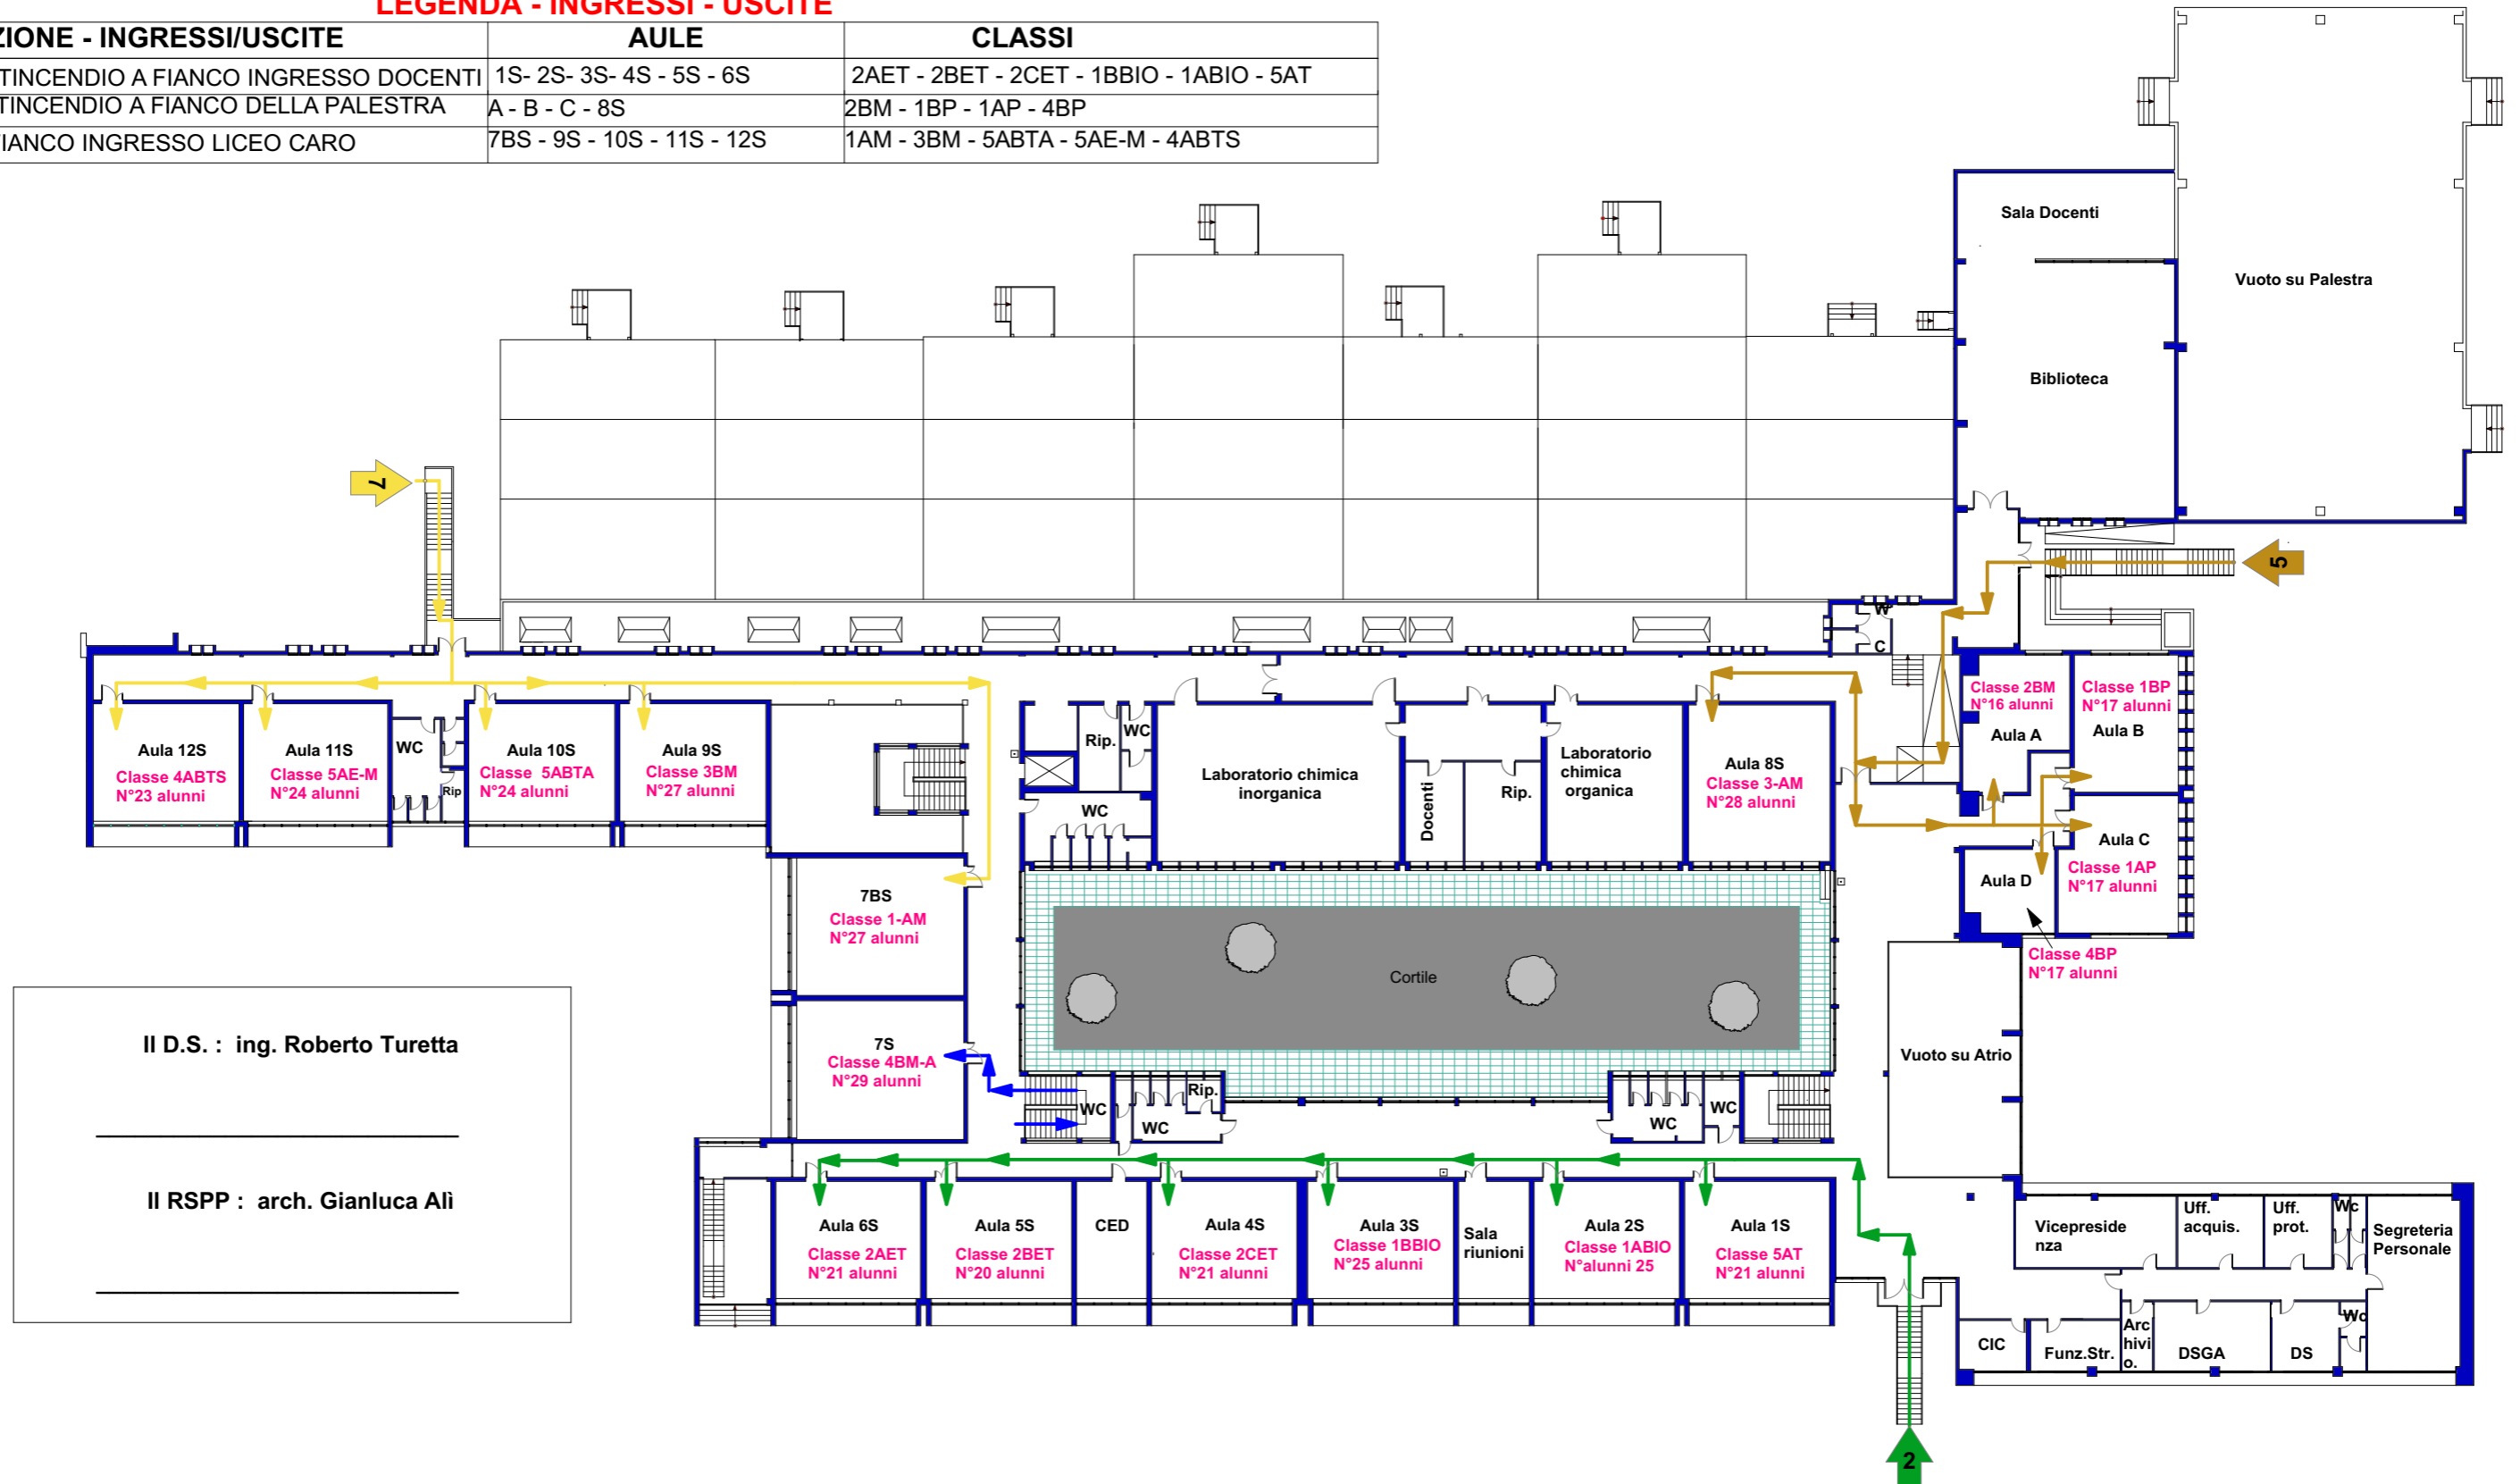 LEGENDA - INGRESSI - USCITE
ZIONE - INGRESSI/USCITE AULE CLASSI
TINCENDIO A FIANCO INGRESSO DOCENTI 1S- 2S- 3S- 4S - 5S - 6S 2AET - 2BET - 2CET - 1BBIO - 1ABIO - 5AT
TINCENDIO A FIANCO DELLA PALESTRA A - B - C - 8S 2BM - 1BP - 1AP - 4BP
FIANCO INGRESSO LICEO CARO 7BS - 9S - 10S - 11S - 12S 1AM - 3BM - 5ABTA - 5AE-M - 4ABTS
Sala Docenti
Vuoto su Palestra
Biblioteca
7
5
W
C
Aula 12S
Classe 4ABTS
N°23 alunni
Aula 11S
Classe 5AE-M
N°24 alunni
WC
Rip
Aula 10S
Classe 5ABTA
N°24 alunni
Aula 9S
Classe 3BM
N°27 alunni
Rip.
WC
WC
Laboratorio chimica
inorganica
Docenti
Rip.
Laboratorio
chimica
organica
Aula 8S
Classe 3-AM
N°28 alunni
Classe 2BM
N°16 alunni
Aula A
Classe 1BP
N°17 alunni
Aula B
Aula C
Classe 1AP
N°17 alunni
Aula D
Classe 4BP
N°17 alunni
7BS
Classe 1-AM
N°27 alunni
Cortile
7S
Classe 4BM-A
N°29 alunni
Vuoto su Atrio
Il D.S. : ing. Roberto Turetta
Il RSPP : arch. Gianluca Alì
WC
Rip.
WC
WC
WC
Aula 6S
Classe 2AET
N°21 alunni
Aula 5S
Classe 2BET
N°20 alunni
CED
Aula 4S
Classe 2CET
N°21 alunni
Aula 3S
Classe 1BBIO
N°25 alunni
Sala
riunioni
Aula 2S
Classe 1ABIO
N°alunni 25
Aula 1S
Classe 5AT
N°21 alunni
Vicepreside
nza
Uff.
acquis.
Uff.
prot.
Wc
Segreteria
Personale
CIC
Funz.Str.
Arc
hivi
o.
DSGA
DS
Wc
2